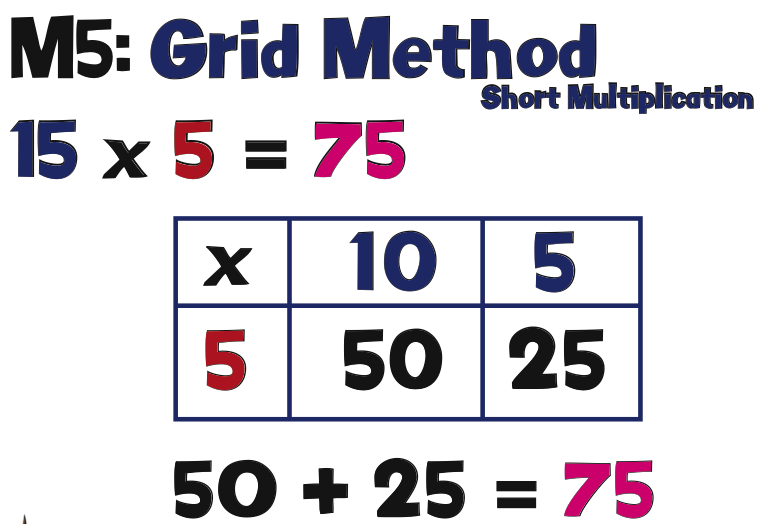 M5: Grid Method
Short Multiplication
15 x 5 = 75
x 10 5
5 50 25
50 + 25 = 75